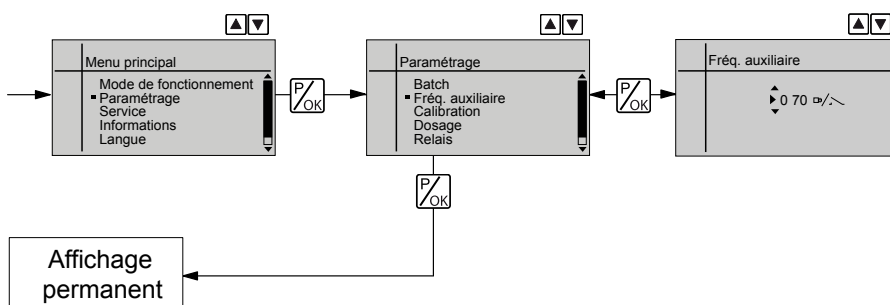 Menu principal
Mode de fonctionnement
Paramétrage
Service
Informations
Langue
P/OK
Paramétrage
Batch
Fréq. auxiliaire
Calibration
Dosage
Relais
P/OK
Fréq. auxiliaire
0 70
P/OK
Affichage
permanent